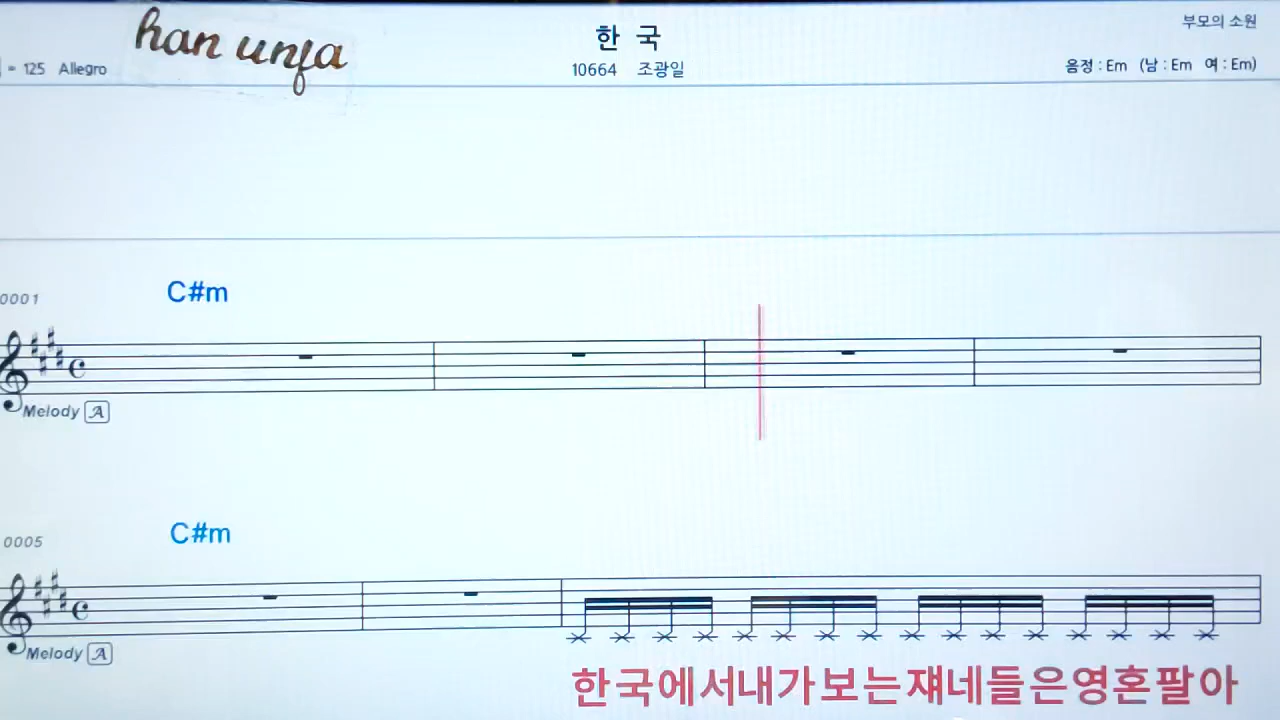 han unfa
한국
부모의 소원
= 125 Allegro
10664 조광일
음정 : Em (남 : Em 여 : Em)
0001
C#m
Melody A
0005
C#m
Melody A
한국에서내가보는쟤네들은영혼팔아